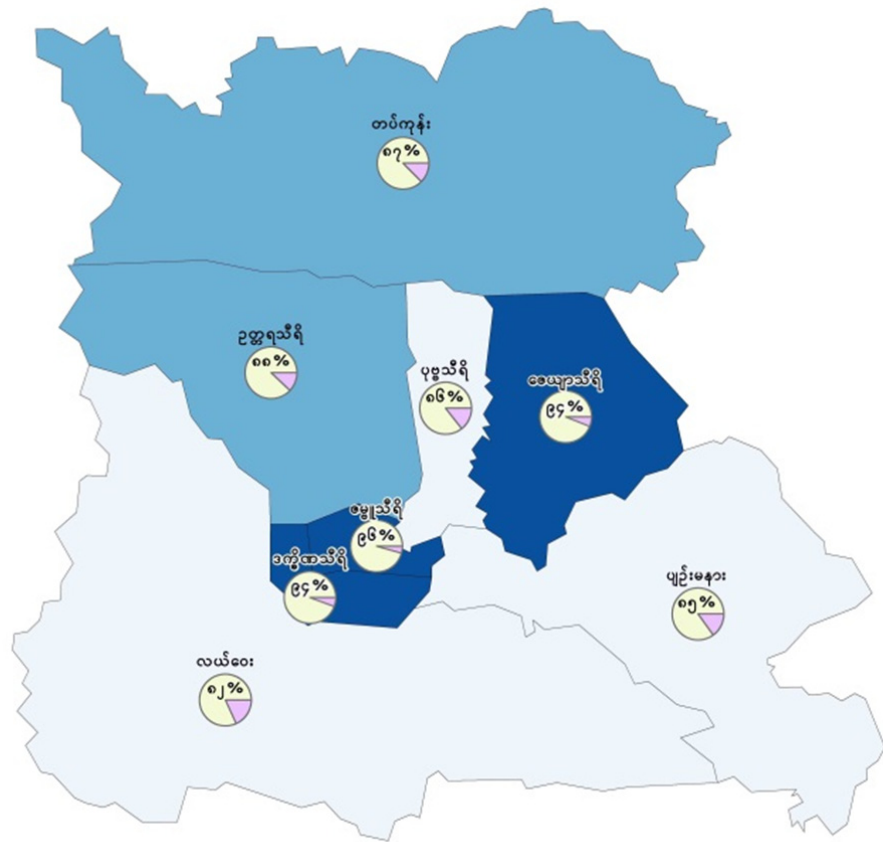 တပ်ကုန်း
၈၇%
ဥတ္တရသီရိ
၈၈%
ပုဗ္ဗသီရိ
၈၆%
ဇေယျာသီရိ
၉၄%
ဇမ္ဗူသီရိ
၉၆%
ဒက္ခိဏသီရိ
၉၄%
ပျဉ်းမနား
၈၅%
လယ်ဝေး
၈၂%